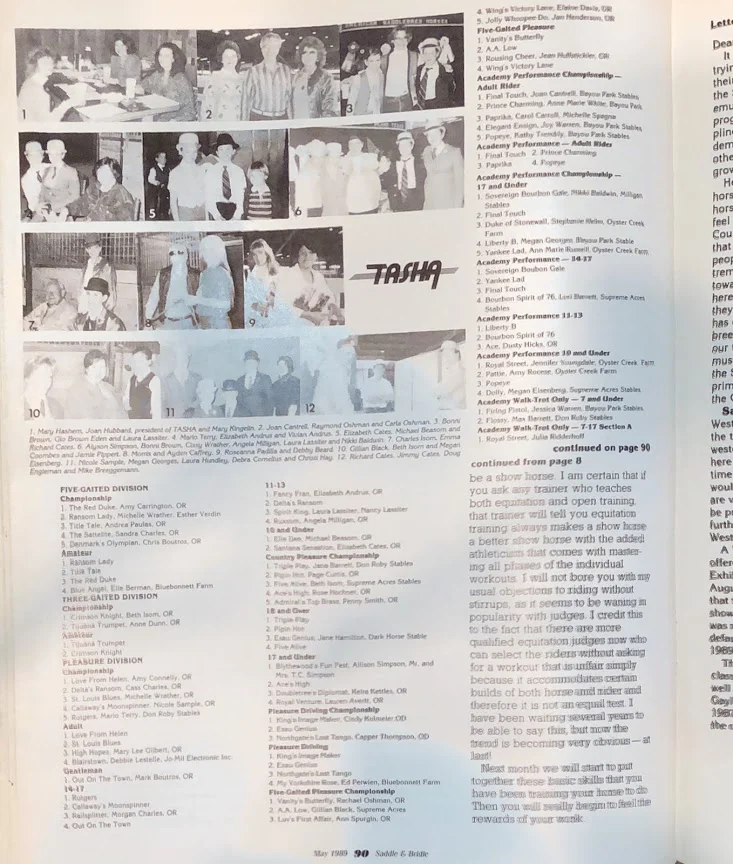 AMERICAN SADDLEBRED HORSES
1
2
3
4
5
6
7
8
9
10
11
12
TASHA
1. Mary Hashem, Joan Hubbard, president of TASHA and Mary Kingelin. 2. Joan Cantrell, Raymond Oshman and Carla Oshman. 3. Bonni
Brown, Glo Brown Eden and Laura Lassiter. 4. Mario Terry, Elizabeth Andrus and Vivian Andrus. 5. Elizabeth Cates, Michael Beastom and
Richard Cates. 6. Allyson Simpson, Bonni Brown, Cissy Wrather, Angela Milligan, Laura Lassiter and Nikki Baldwin. 7. Charles Isom, Emma
Coombes and Jamie Pippert. 8. Morris and Ayden Caffrey. 9. Roseanna Padilla and Debby Beard. 10. Gillian Black, Beth Isom and Megan
Eisenberg. 11. Nicole Sample, Megan Georges, Laura Hundley, Debra Cornelius and Chriss Hay. 12. Richard Cates, Jimmy Cates, Doug
Engleman and Mike Breggemann.
FIVE-GAITED DIVISION
Championship
1. The Red Duke, Amy Carrington, OR
2. Ransom Lady, Michelle Wrather, Esther Verdin
3. Title Tale, Andrea Paulas, OR
4. The Satellite, Sandra Charles, OR
5. Denmark's Olympian, Chris Boutros, OR
Amateur
1. Ransom Lady
2. Title Tale
3. The Red Duke
4. Blue Angel, Elle Berman, Bluebonnett Farm
THREE-GAITED DIVISION
Championship
1. Crimson Knight, Beth Isom, OR
2. Tijuana Trumpet, Anne Dunn, OR
Amateur
1. Tijuana Trumpet
2. Crimson Knight
PLEASURE DIVISION
Championship
1. Love From Helen, Amy Connelly, OR
2. Delta's Ransom, Cass Charles, OR
3. St. Louis Blues, Michelle Wrather, OR
4. Callaway's Moonspinner, Nicole Sample, OR
5. Rutgers, Mario Terry, Don Roby Stables
Adult
1. Love From Helen
2. St. Louis Blues
3. High Hopes, Mary Lee Gilbert, OR
4. Blairstown, Debbie Leslelle, Jo-Mil Electronic Inc.
Gentleman
1. Out On The Town, Mark Boutros, OR
14-17
1. Rutgers
2. Callaway's Moonspinner
3. Railsplitter, Morgan Charles, OR
4. Out On The Town
11-13
1. Fancy Fran, Elizabeth Andrus, OR
2. Delta's Ransom
3. Spirit King, Laura Lassiter, Nancy Lassiter
4. Ruxtom, Angela Milligan, OR
10 and Under
1. Elle Dee, Michael Beastom, OR
2. Santana Sensation, Elizabeth Cates, OR
Country Pleasure Championship
1. Triple Play, Jana Barrett, Don Roby Stables
2. Pipin Hot, Page Curtis, OR
3. Five Alive, Beth Isom, Supreme Acres Stables
4. Ace's High, Rose Hochner, OR
5. Admiral's Top Brass, Penny Smith, OR
18 and Over
1. Triple Play
2. Pipin Hot
3. Esau Genius, Jane Hamilton, Dark Horse Stable
4. Five Alive
17 and Under
1. Blythewood's Fun Fest, Allison Simpson, Mr. and
Mrs. T.C. Simpson
2. Ace's High
3. Doubletree's Diplomat, Keba Kettles, OR
4. Royal Venture, Lauren Averti, OR
Pleasure Driving Championship
1. King's Image Maker, Cindy Kolmeier, OD
2. Esau Genius
3. Northgate's Last Tango, Capper Thompson, OD
Pleasure Driving
1. King's Image Maker
2. Esau Genius
3. Northgate's Last Tango
4. My Yorkshire Rose, Ed Perwien, Bluebonnett Farm
Five-Gaited Pleasure Championship
1. Vanity's Butterfly, Rachael Oshman, OR
2. A.A. Low, Gillian Black, Supreme Acres
3. Luv's First Affair, Ann Spurgin, OR
4. Wing's Victory Lane, Elaine Davis, OR
5. Jolly Whoopee Do, Jan Henderson, OR
Five-Gaited Pleasure
1. Vanity's Butterfly
2. A.A. Low
3. Rousing Cheer, Jean Huffstickler, OR
4. Wing's Victory Lane
Academy Performance Championship —
Adult Rider
1. Final Touch, Joan Cantrell, Bayou Park Stables
2. Prince Charming, Anne Marie White, Bayou Park
3. Paprika, Carol Carroll, Michelle Spagna
4. Elegant Ensign, Joy Warren, Bayou Park Stables
5. Popeye, Kathy Trembly, Bayou Park Stables
Academy Performance — Adult Rider
1. Final Touch 2. Prince Charming
3. Paprika 4. Popeye
Academy Performance Championship —
17 and Under
1. Sovereign Bourbon Gale, Nikki Baldwin, Milligan
Stables
2. Final Touch
3. Duke of Stonewall, Stephanie Helm, Oyster Creek
Farm
4. Liberty B, Megan Georges, Bayou Park Stable
5. Yankee Lad, Ann Marie Romell, Oyster Creek Farm
Academy Performance — 14-17
1. Sovereign Boubon Gale
2. Yankee Lad
3. Final Touch
4. Bourbon Spirit of 76, Lori Barrett, Supreme Acres
Stables
Academy Performance 11-13
1. Liberty B
2. Bourbon Spirit of 76
3. Ace, Dusty Hicks, OR
Academy Performance 10 and Under
1. Royal Street, Jennifer Youngdale, Oyster Creek Farm
2. Pattie, Amy Rocene, Oyster Creek Farm
3. Popeye
4. Dolly, Megan Eisenberg, Supreme Acres Stables
Academy Walk-Trot Only — 7 and Under
1. Firing Pistol, Jessica Warren, Bayou Park Stables
2. Flossy, Max Barrett, Don Roby Stables
Academy Walk-Trot Only — 7-17 Section A
1. Royal Street, Julia Ridderhoff
continued on page 90
continued from page 8
be a show horse. I am certain that if
you ask any trainer who teaches
both equitation and open training,
that trainer will tell you equitation
training always makes a show horse
a better show horse with the added
athleticism that comes with master-
ing all phases of the individual
workouts. I will not bore you with my
usual objections to riding without
stirrups, as it seems to be waning in
popularity with judges. I credit this
to the fact that there are more
qualified equitation judges now who
can select the riders without asking
for a workout that is unfair simply
because it accommodates certain
builds of both horse and rider and
therefore it is not an equal test. I
have been waiting several years to
be able to say this, but now the
trend is becoming very obvious — at
last!
Next month we will start to put
together these basic skills that you
have been training your horse to do.
Then you will really begin to feel the
rewards of your work.
May 1989 90 Saddle & Bridle